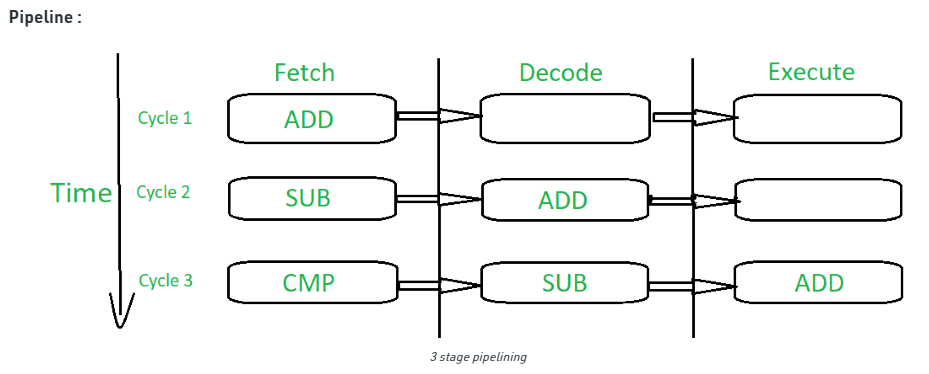 Pipeline :
Fetch Decode Execute
Cycle 1 ADD
Time Cycle 2 SUB ADD
Cycle 3 CMP SUB ADD
3 stage pipelining